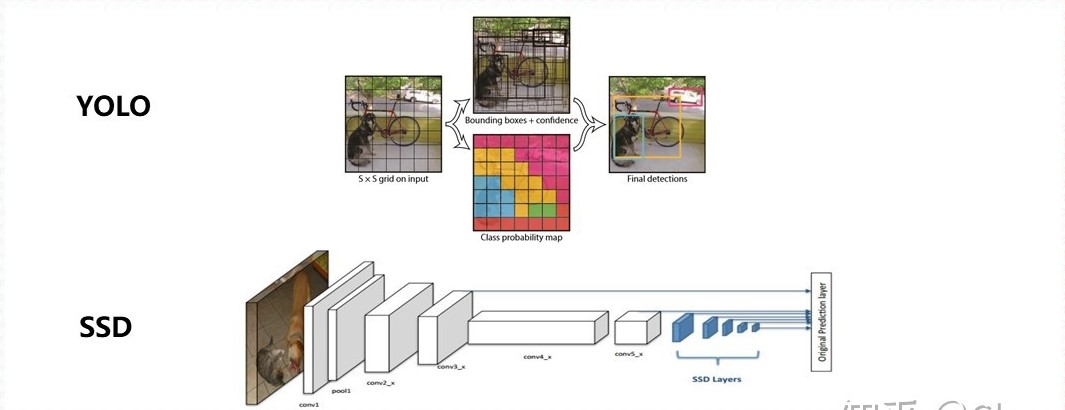 YOLO
S × S grid on input
Bounding boxes + confidence
Class probability map
Final detections
SSD
conv1
pool1
conv2_x
conv3_x
conv4_x
conv5_x
SSD Layers
Original Prediction layer